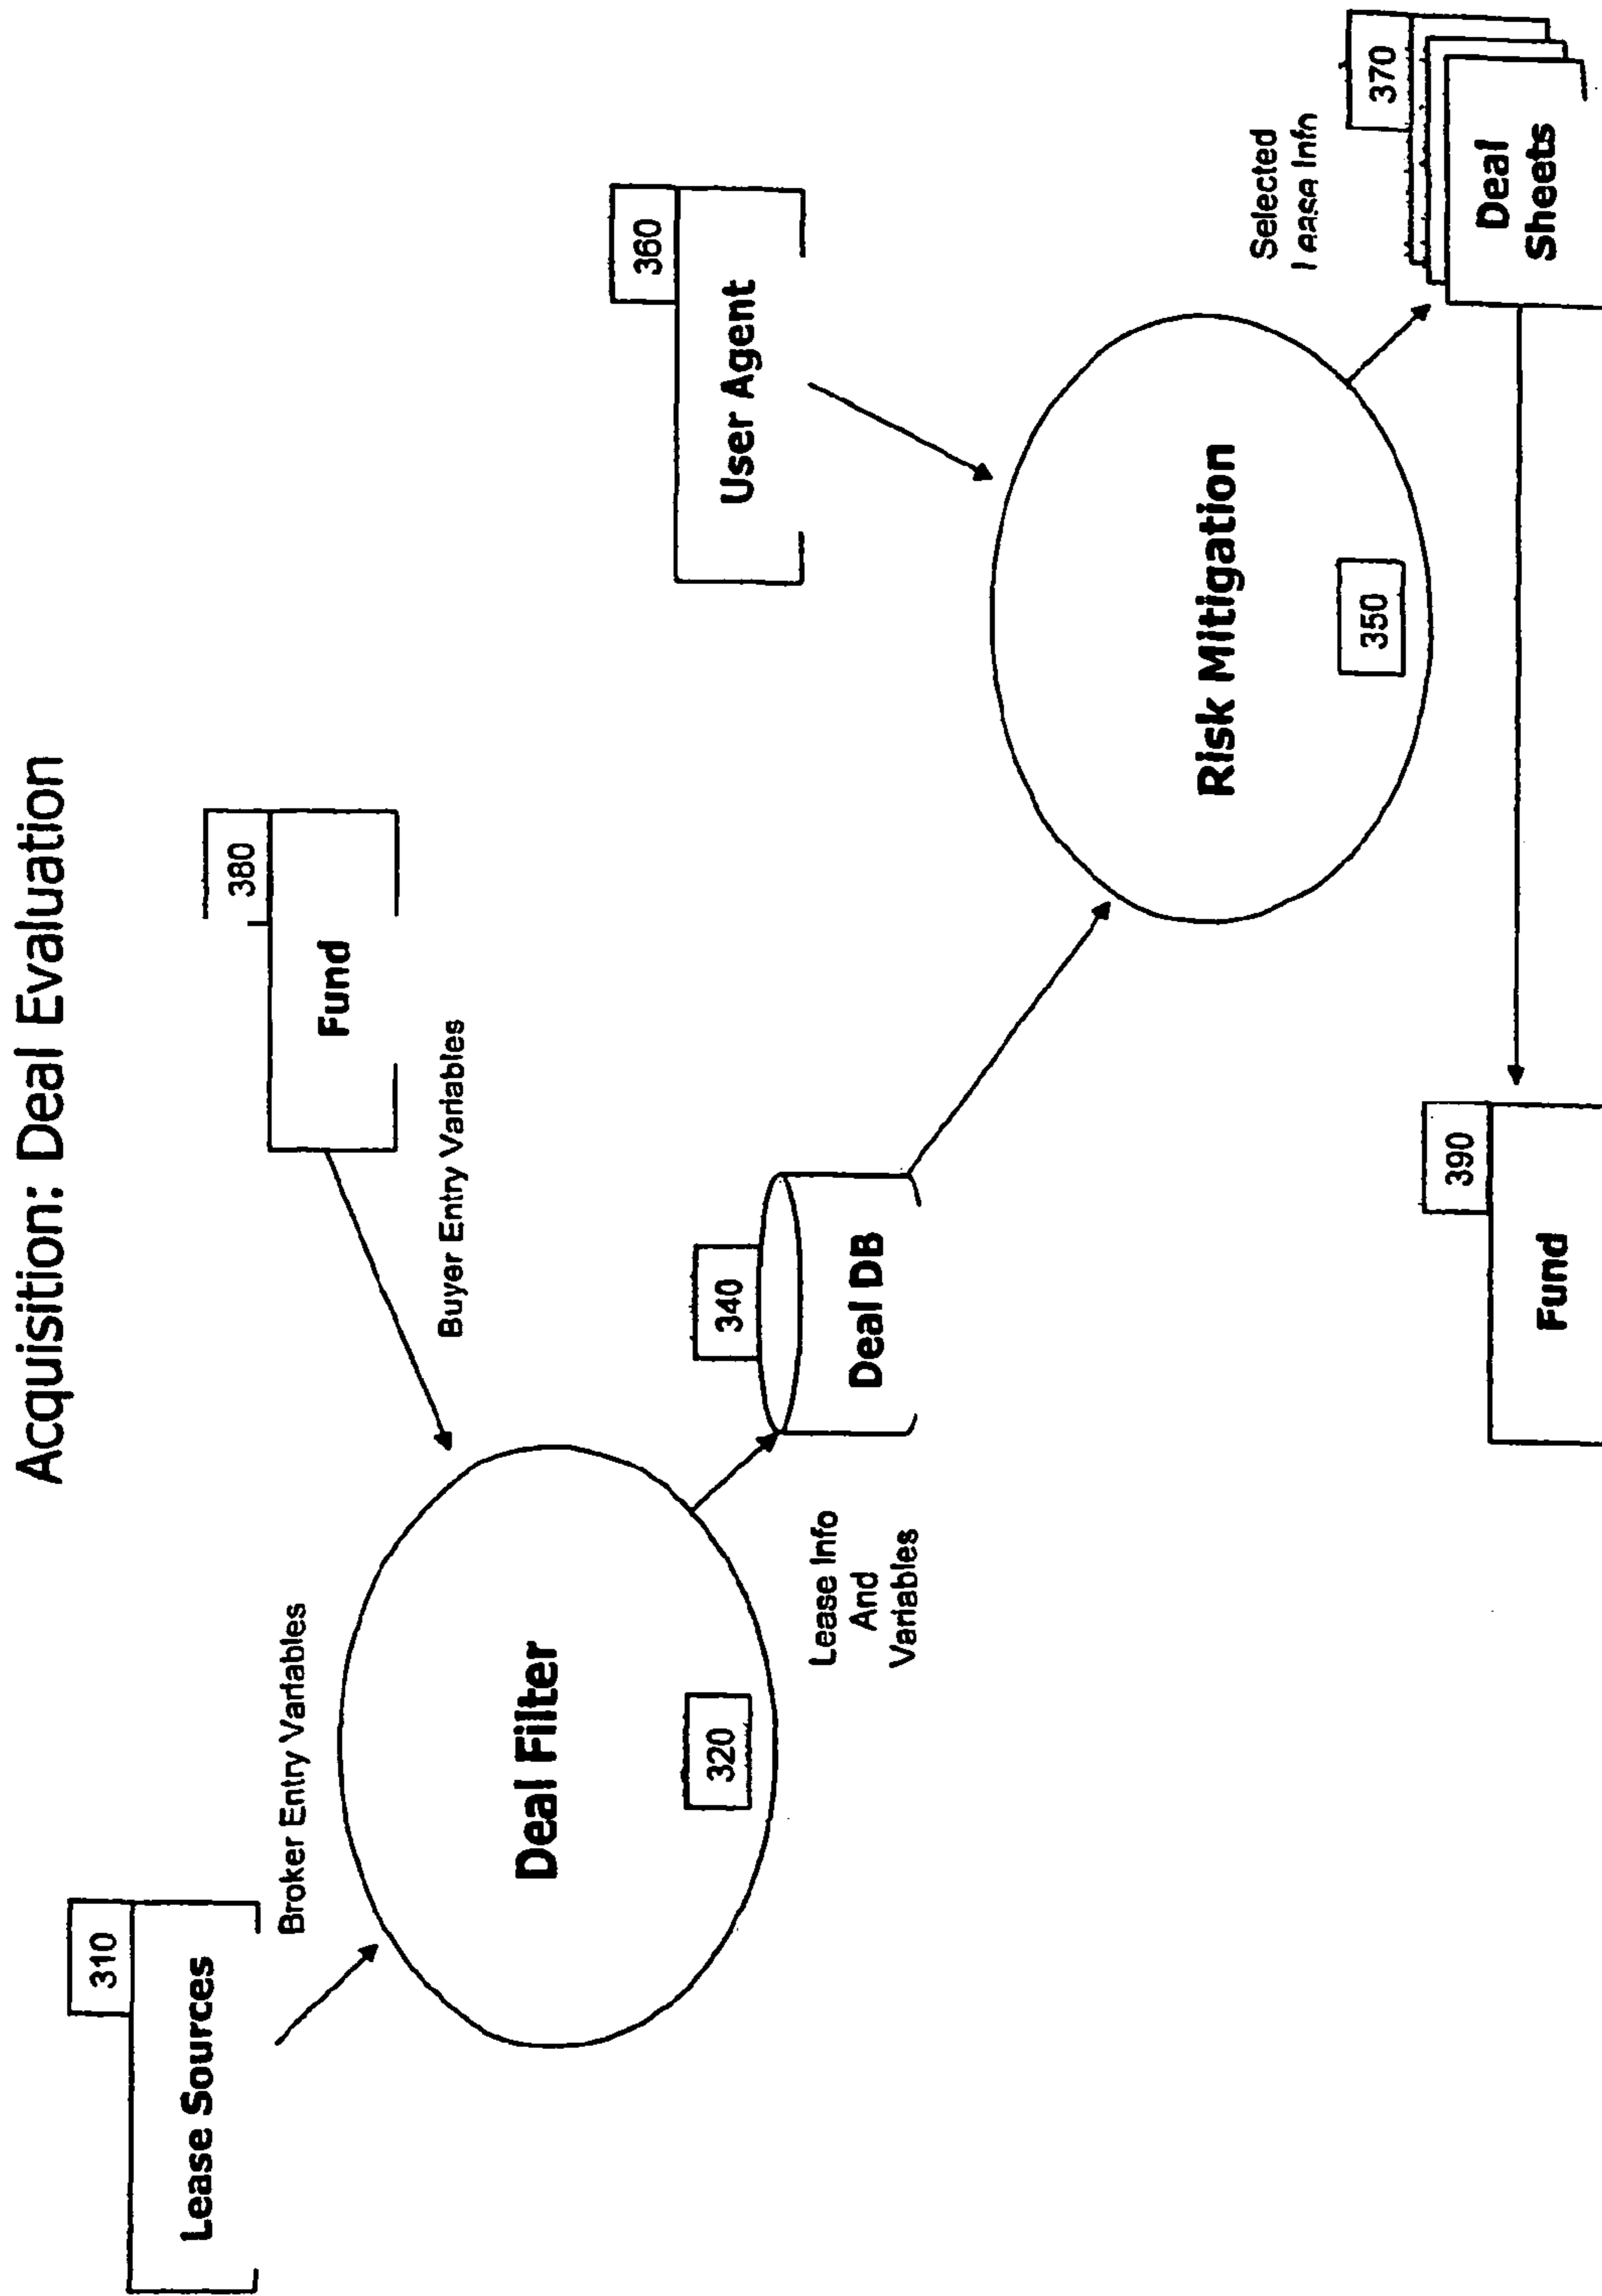 Acquisition: Deal Evaluation
310
Lease Sources
Broker Entry Variables
380
Fund
Buyer Entry Variables
Deal Filter
320
Lease Info
And
Variables
340
Deal DB
360
User Agent
Risk Mitigation
350
Selected
Lease Info
370
Deal
Sheets
390
Fund